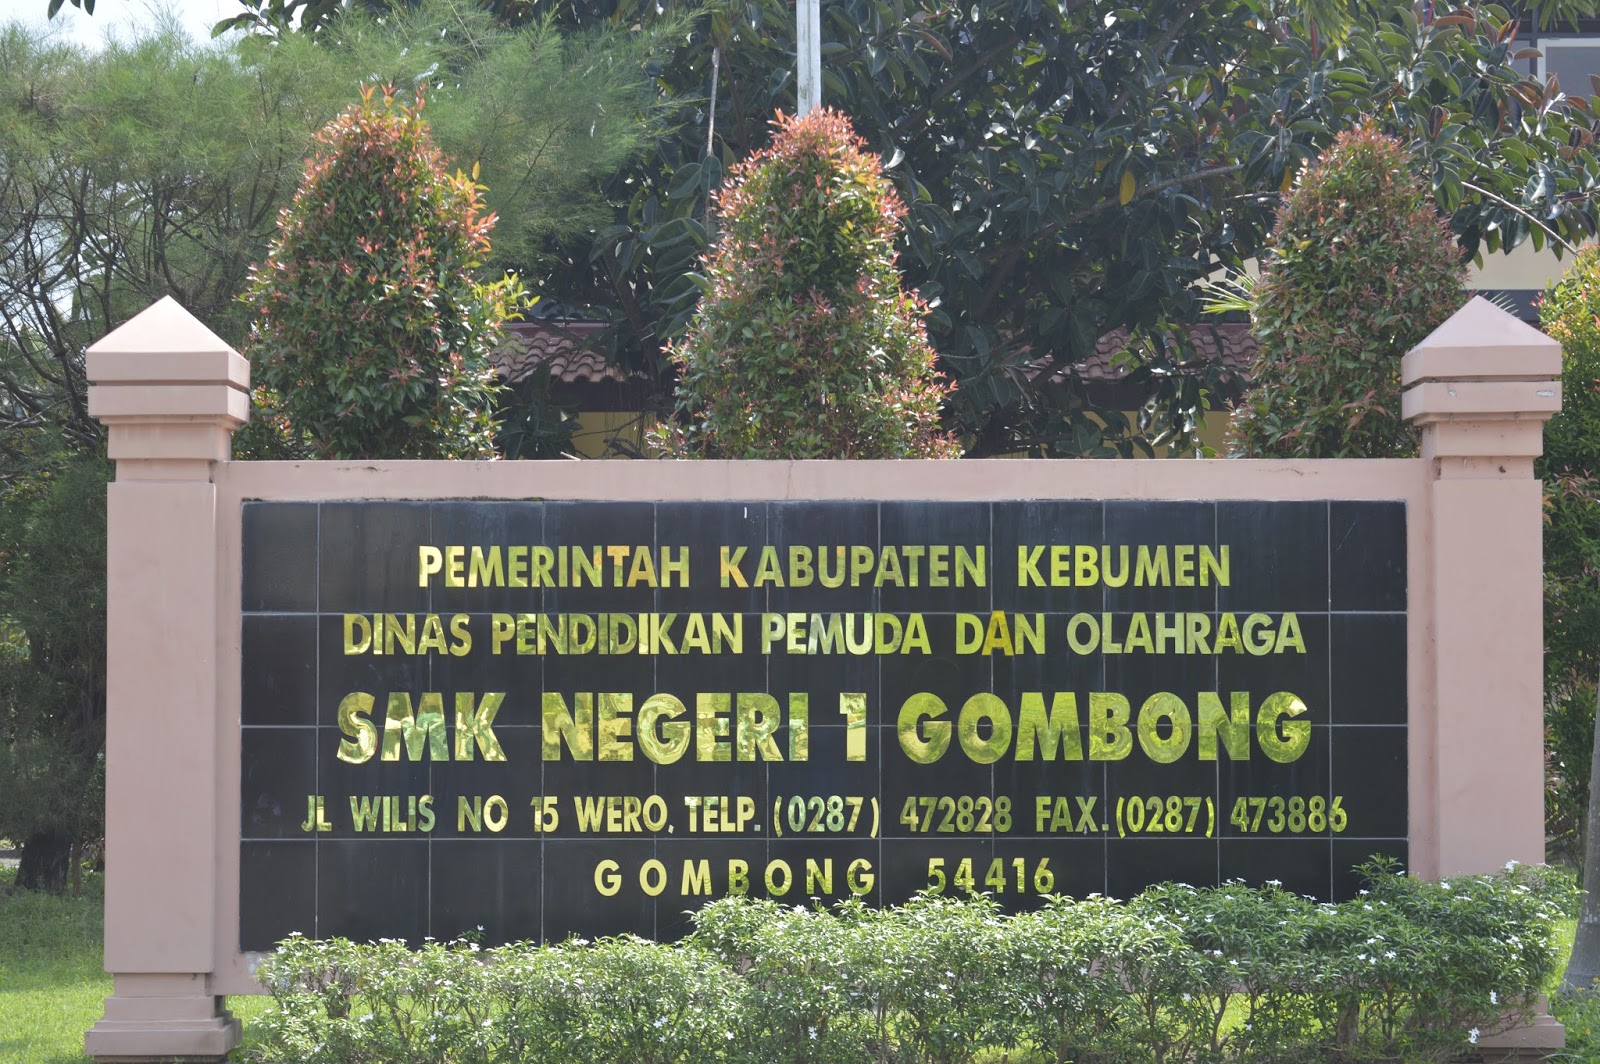 PEMERINTAH KABUPATEN KEBUMEN
DINAS PENDIDIKAN PEMUDA DAN OLAHRAGA
SMK NEGERI 1 GOMBONG
JL WILIS NO 15 WERO, TELP. (0287) 472828 FAX. (0287) 473886
GOMBONG 54416